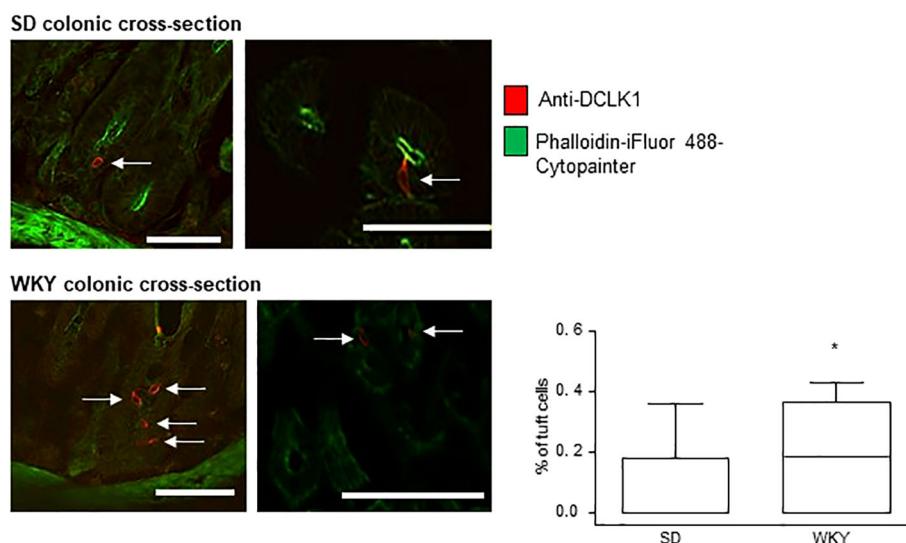 SD colonic cross-section
Anti-DCLK1
Phalloidin-iFluor 488-
Cytopainter
WKY colonic cross-section
% of tuft cells
0.6
0.4
0.2
0.0
*
SD
WKY